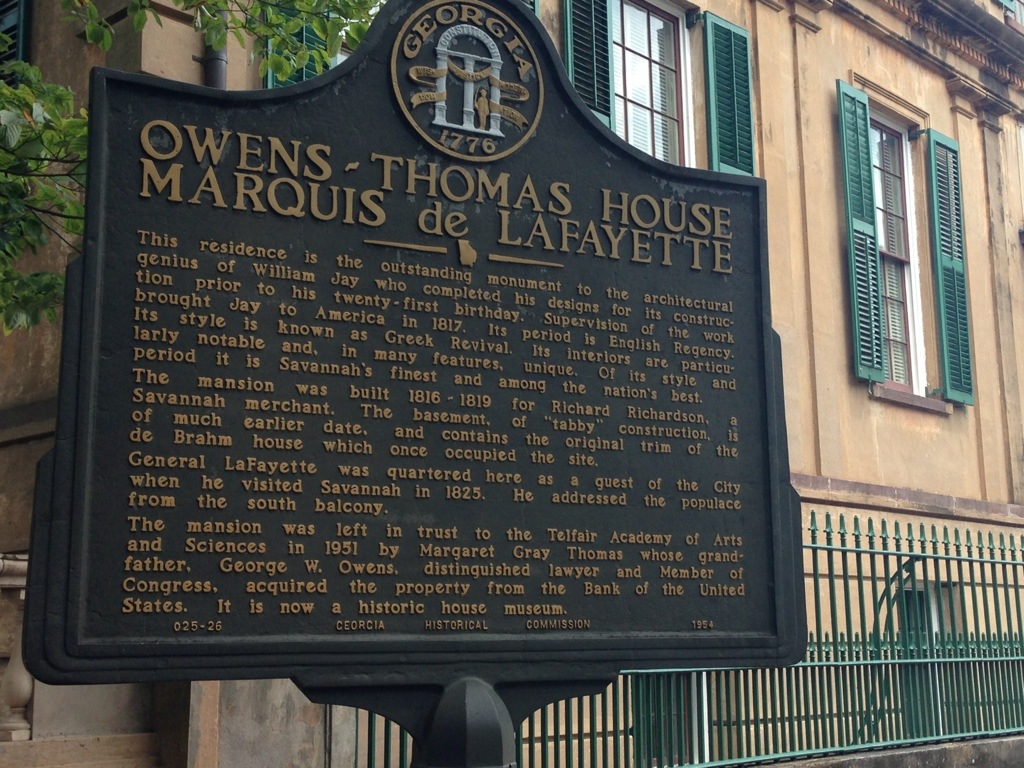 GEORGIA
CONSTITUTION
1776
OWENS - THOMAS HOUSE
MARQUIS de LAFAYETTE
This residence is the outstanding monument to the architectural
genius of William Jay who completed his designs for its construc-
tion prior to his twenty-first birthday. Supervision of the work
brought Jay to America in 1817. Its period is English Regency.
Its style is known as Greek Revival. Its interiors are particu-
larly notable and, in many features, unique. Of its style and
period it is Savannah's finest and among the nation's best.
The mansion was built 1816-1819 for Richard Richardson, a
Savannah merchant. The basement, of "tabby" construction, is
of much earlier date, and contains the original trim of the
de Brahm house which once occupied the site.
General LaFayette was quartered here as a guest of the City
when he visited Savannah in 1825. He addressed the populace
from the south balcony.
The mansion was left in trust to the Telfair Academy of Arts
and Sciences in 1951 by Margaret Gray Thomas whose grand-
father, George W. Owens, distinguished lawyer and Member of
Congress, acquired the property from the Bank of the United
States. It is now a historic house museum.
025-26 GEORGIA HISTORICAL COMMISSION 1954